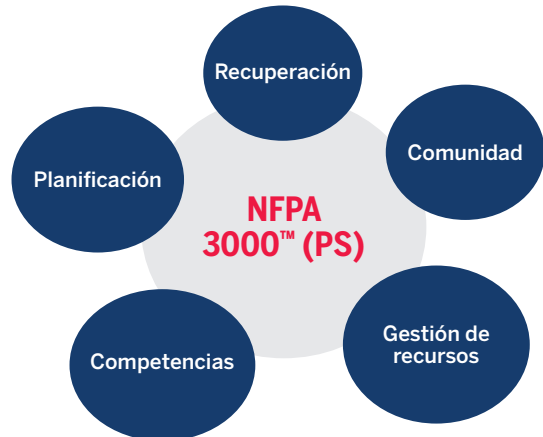 Recuperación
Comunidad
Planificación
NFPA
3000™ (PS)
Gestión de
recursos
Competencias